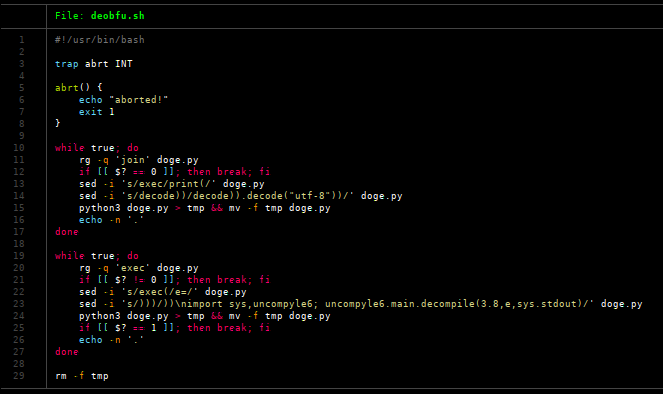 File: deobfu.sh
1 #!/usr/bin/bash
2
3 trap abrt INT
4
5 abrt() {
6     echo "aborted!"
7     exit 1
8 }
9
10 while true; do
11     rg -q 'join' doge.py
12     if [[ $? == 0 ]]; then break; fi
13     sed -i 's/exec/print(/' doge.py
14     sed -i 's/decode))/decode)).decode("utf-8"))/' doge.py
15     python3 doge.py > tmp && mv -f tmp doge.py
16     echo -n '.'
17 done
18
19 while true; do
20     rg -q 'exec' doge.py
21     if [[ $? != 0 ]]; then break; fi
22     sed -i 's/exec(/e=/' doge.py
23     sed -i 's/)))/))\nimport sys,uncompyle6; uncompyle6.main.decompile(3.8,e,sys.stdout)/' doge.py
24     python3 doge.py > tmp && mv -f tmp doge.py
25     if [[ $? == 1 ]]; then break; fi
26     echo -n '.'
27 done
28
29 rm -f tmp